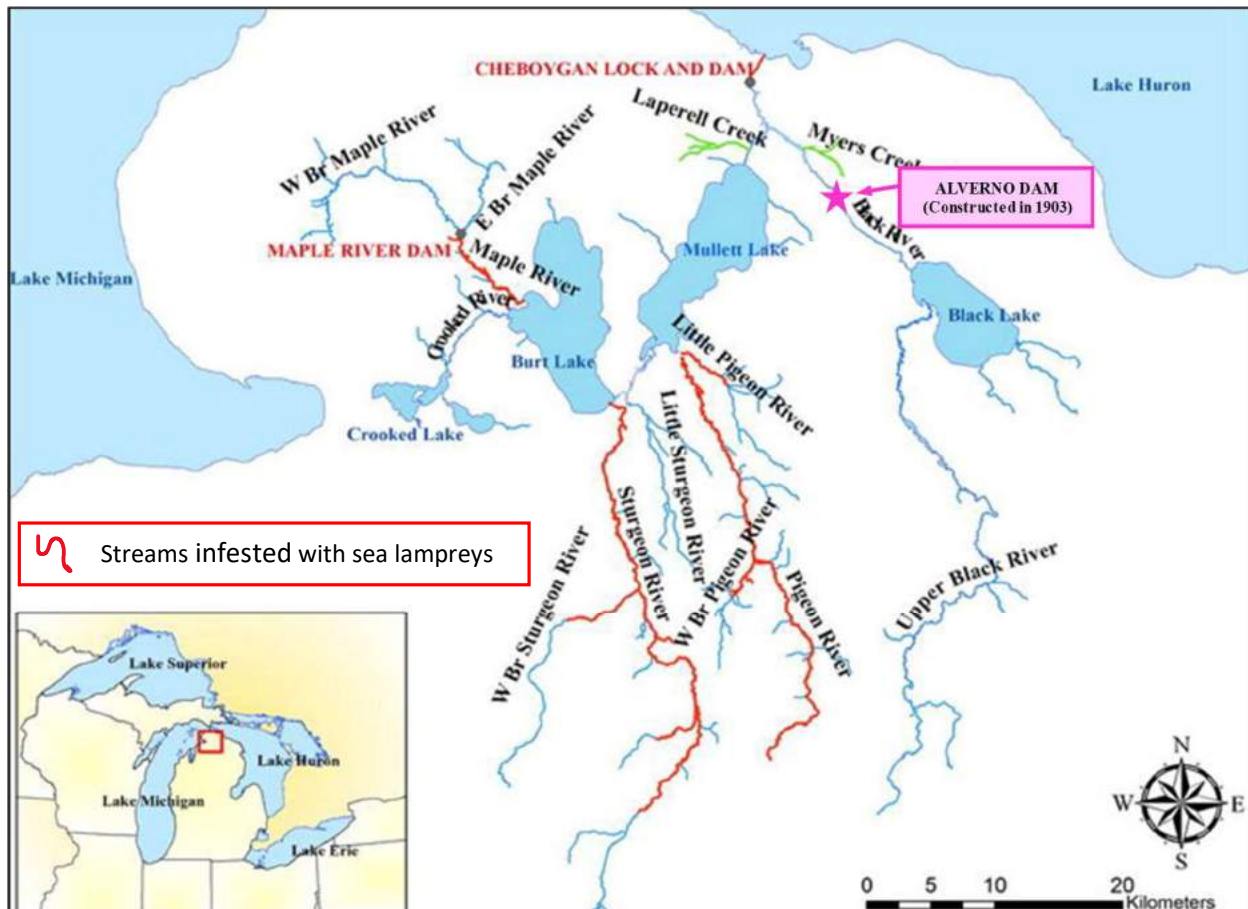 CHEBOYGAN LOCK AND DAM
Lake Huron
Laperell Creek
Myers Creek
W Br Maple River
E Br Maple River
ALVERNO DAM
(Constructed in 1903)
Black River
MAPLE RIVER DAM
Maple River
Mullett Lake
Lake Michigan
Crooked River
Black Lake
Burt Lake
Little Pigeon River
Crooked Lake
Little Sturgeon River
Streams infested with sea lampreys
Sturgeon River
W Br Pigeon River
Pigeon River
W Br Sturgeon River
Upper Black River
Lake Superior
Lake Huron
Lake Michigan
Lake Erie
N
W
E
S
0 5 10 20
Kilometers